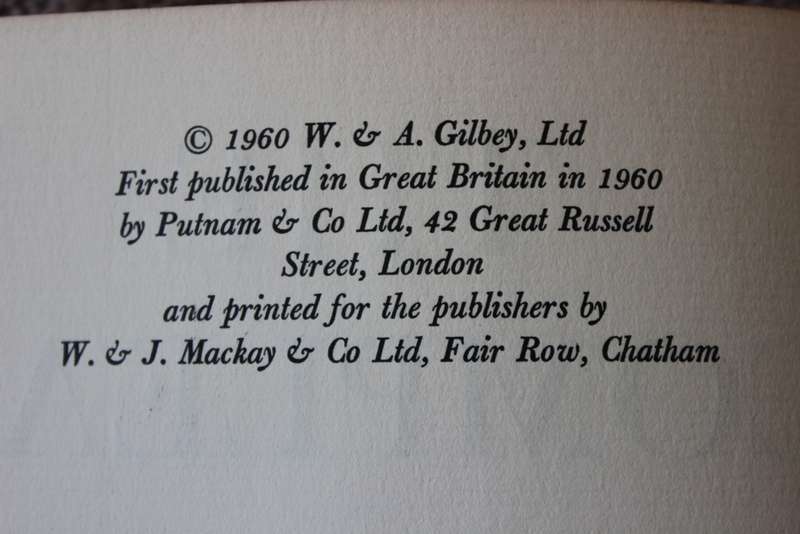 © 1960 W. & A. Gilbey, Ltd
First published in Great Britain in 1960
by Putnam & Co Ltd, 42 Great Russell
Street, London
and printed for the publishers by
W. & J. Mackay & Co Ltd, Fair Row, Chatham